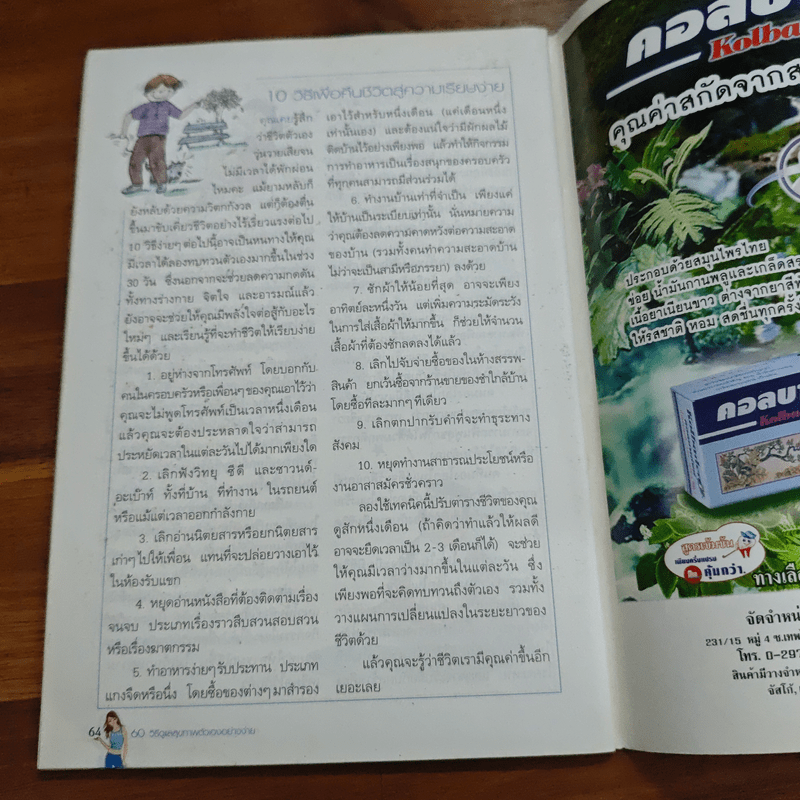 10 วิธีเพื่อคืนชีวิตสู่ความเรียบง่าย
คุณเคยรู้สึก
ว่าชีวิตตัวเอง
วุ่นวายเสียจน
ไม่มีเวลาได้พักผ่อน
ไหมคะ แม้ยามหลับก็
ยังหลับด้วยความวิตกกังวล แต่ก็ต้องตื่น
ขึ้นมาขับเคี่ยวชีวิตอย่างไร้เรี่ยวแรงต่อไป
10 วิธีง่ายๆ ต่อไปนี้อาจเป็นหนทางให้คุณ
มีเวลาได้ลองทบทวนตัวเองมากขึ้นในช่วง
30 วัน ซึ่งนอกจากจะช่วยลดความกดดัน
ทั้งทางร่างกาย จิตใจ และอารมณ์แล้ว
ยังอาจจะช่วยให้คุณมีพลังใจต่อสู้กับอะไร
ใหม่ๆ และเรียนรู้ที่จะทำชีวิตให้เรียบง่าย
ขึ้นได้ด้วย
1. อยู่ห่างจากโทรศัพท์ โดยบอกกับ
คนในครอบครัวหรือเพื่อนๆ ของคุณเอาไว้ว่า
คุณจะไม่พูดโทรศัพท์เป็นเวลาหนึ่งเดือน
แล้วคุณจะต้องประหลาดใจว่าสามารถ
ประหยัดเวลาในแต่ละวันไปได้มากเพียงใด
2. เลิกฟังวิทยุ ซีดี และซาวนด์-
อะเบ้าท์ ทั้งที่บ้าน ที่ทำงาน ในรถยนต์
หรือแม้แต่เวลาออกกำลังกาย
3. เลิกอ่านนิตยสารหรือยกนิตยสาร
เก่าๆ ไปให้เพื่อน แทนที่จะปล่อยวางเอาไว้
ในห้องรับแขก
4. หยุดอ่านหนังสือที่ต้องติดตามเรื่อง
จนจบ ประเภทเรื่องราวสืบสวนสอบสวน
หรือเรื่องฆาตกรรม
5. ทำอาหารง่ายๆ รับประทาน ประเภท
แกงจืดหรือนึ่ง โดยซื้อของต่างๆ มาสำรอง
เอาไว้สำหรับหนึ่งเดือน (แค่เดือนหนึ่ง
เท่านั้นเอง) และต้องแน่ใจว่ามีผักผลไม้
ติดบ้านไว้อย่างเพียงพอ แล้วทำให้กิจกรรม
การทำอาหารเป็นเรื่องสนุกของครอบครัว
ที่ทุกคนสามารถมีส่วนร่วมได้
6. ทำงานบ้านเท่าที่จำเป็น เพียงแค่
ให้บ้านเป็นระเบียบเท่านั้น นั่นหมายความ
ว่าคุณต้องลดความคาดหวังต่อความสะอาด
ของบ้าน (รวมทั้งคนทำความสะอาดบ้าน
ไม่ว่าจะเป็นสามีหรือภรรยา) ลงด้วย
7. ซักผ้าให้น้อยที่สุด อาจจะเพียง
อาทิตย์ละหนึ่งวัน แต่เพิ่มความระมัดระวัง
ในการใส่เสื้อผ้าให้มากขึ้น ก็ช่วยให้จำนวน
เสื้อผ้าที่ต้องซักลดลงได้แล้ว
8. เลิกไปจับจ่ายซื้อของในห้างสรรพ-
สินค้า ยกเว้นซื้อจากร้านขายของชำใกล้บ้าน
โดยซื้อทีละมากๆ ทีเดียว
9. เลิกตกปากรับคำที่จะทำธุระทาง
สังคม
10. หยุดทำงานสาธารณประโยชน์หรือ
งานอาสาสมัครชั่วคราว
ลองใช้เทคนิคนี้ปรับตารางชีวิตของคุณ
ดูสักหนึ่งเดือน (ถ้าคิดว่าทำแล้วให้ผลดี
อาจจะยืดเวลาเป็น 2-3 เดือนก็ได้) จะช่วย
ให้คุณมีเวลาว่างมากขึ้นในแต่ละวัน ซึ่ง
เพียงพอที่จะคิดทบทวนถึงตัวเอง รวมทั้ง
วางแผนการเปลี่ยนแปลงในระยะยาวของ
ชีวิตด้วย
แล้วคุณจะรู้ว่าชีวิตเรามีคุณค่าขึ้นอีก
เยอะเลย
64 60 วิธีดูแลสุขภาพตัวเองอย่างง่าย
คอลบา
Kolba
คุณค่าสกัดจากส
ประกอบด้วยสมุนไพรไทย
ข่อย น้ำมันกานพลูและเกล็ดสร
เนื้อยาเนียนขาว ต่างจากยาสีฟั
ให้รสชาติ หอม สดชื่นทุกครั้ง
คอลบา
Kolba
สูตรเข้มข้น
คุ้มกว่า.
ทางเลื
จัดจำหน่
231/15 หมู่ 4 ซ.เทพ
โทร. 0-297
สินค้ามีวางจำห
จัสโก้,